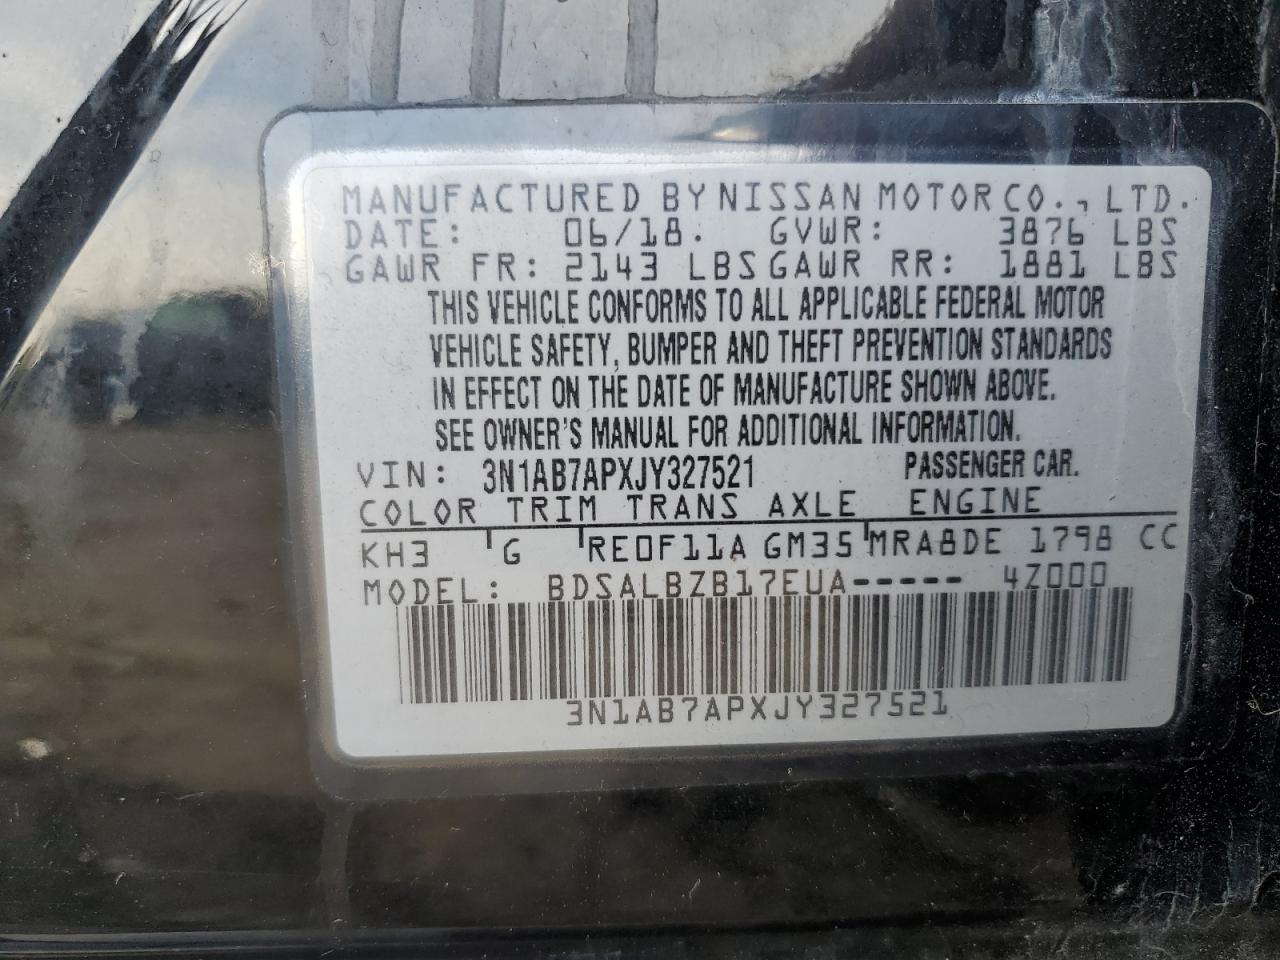 MANUFACTURED BY NISSAN MOTOR CO., LTD.
DATE: 06/18. GVWR: 3876 LBS
GAWR FR: 2143 LBS GAWR RR: 1881 LBS
THIS VEHICLE CONFORMS TO ALL APPLICABLE FEDERAL MOTOR
VEHICLE SAFETY, BUMPER AND THEFT PREVENTION STANDARDS
IN EFFECT ON THE DATE OF MANUFACTURE SHOWN ABOVE.
SEE OWNER'S MANUAL FOR ADDITIONAL INFORMATION.
VIN: 3N1AB7APXJY327521 PASSENGER CAR.
COLOR TRIM TRANS AXLE ENGINE
KH3 G RE0F11A GM35 MRA8DE 1798 CC
MODEL: BDSALBZB17EUA----- 4Z000
3N1AB7APXJY327521